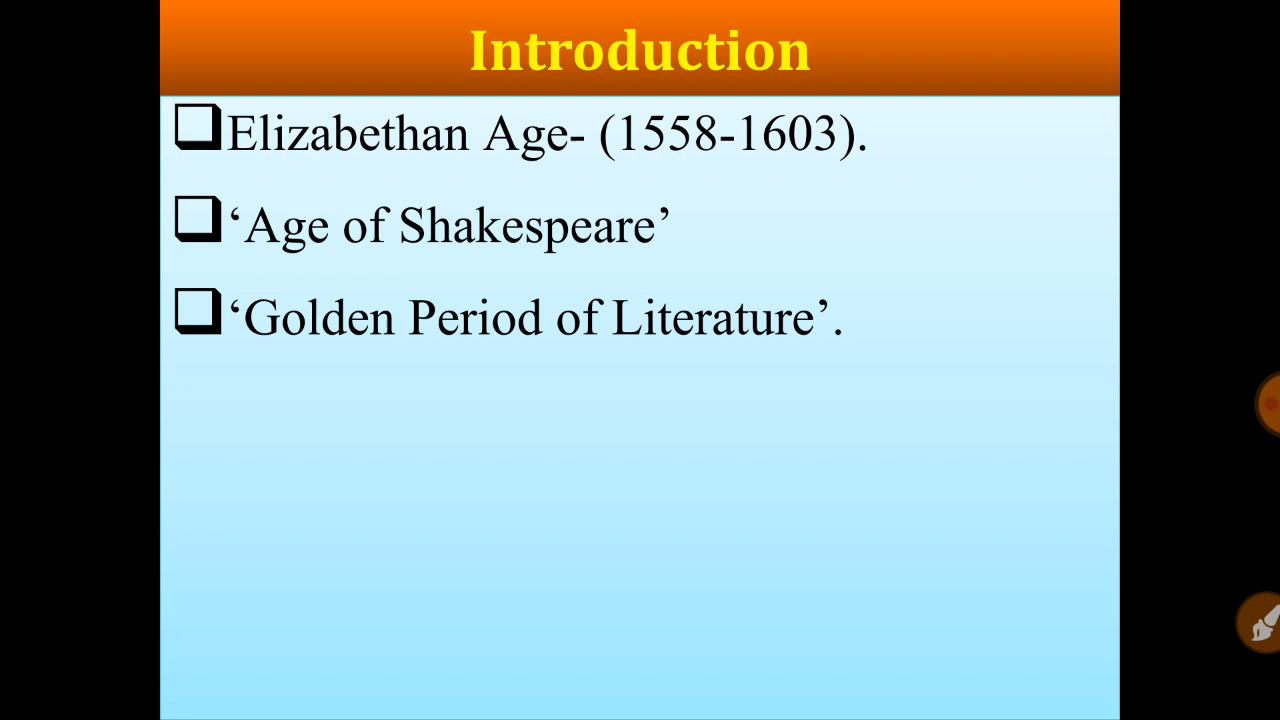 Introduction
❑Elizabethan Age- (1558-1603).
❑‘Age of Shakespeare’
❑‘Golden Period of Literature’.